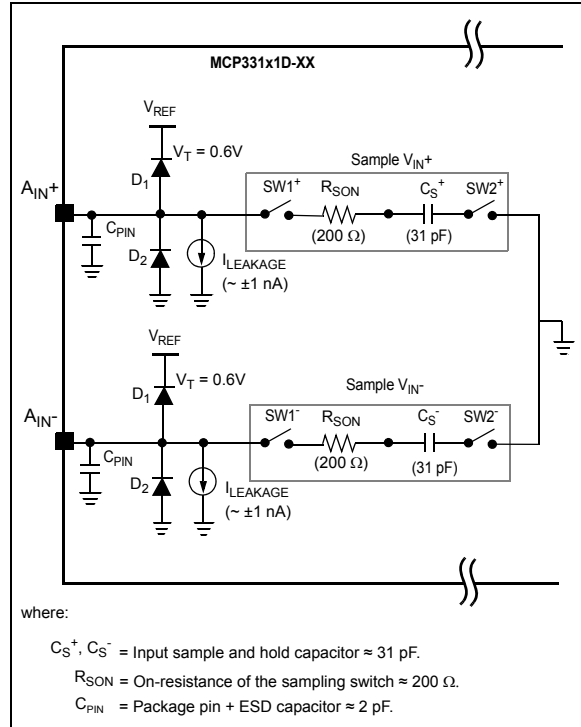 MCP331x1D-XX
V_REF
V_T = 0.6V
Sample V_IN+
A_IN+
D_1
SW1⁺ R_SON C_S⁺ SW2⁺
(200 Ω) (31 pF)
C_PIN
D_2
I_LEAKAGE
(~ ±1 nA)
V_REF
V_T = 0.6V
Sample V_IN-
A_IN-
D_1
SW1⁻ R_SON C_S⁻ SW2⁻
(200 Ω) (31 pF)
C_PIN
D_2
I_LEAKAGE
(~ ±1 nA)
where:
C_S⁺, C_S⁻ = Input sample and hold capacitor ≈ 31 pF.
R_SON = On-resistance of the sampling switch ≈ 200 Ω.
C_PIN = Package pin + ESD capacitor ≈ 2 pF.